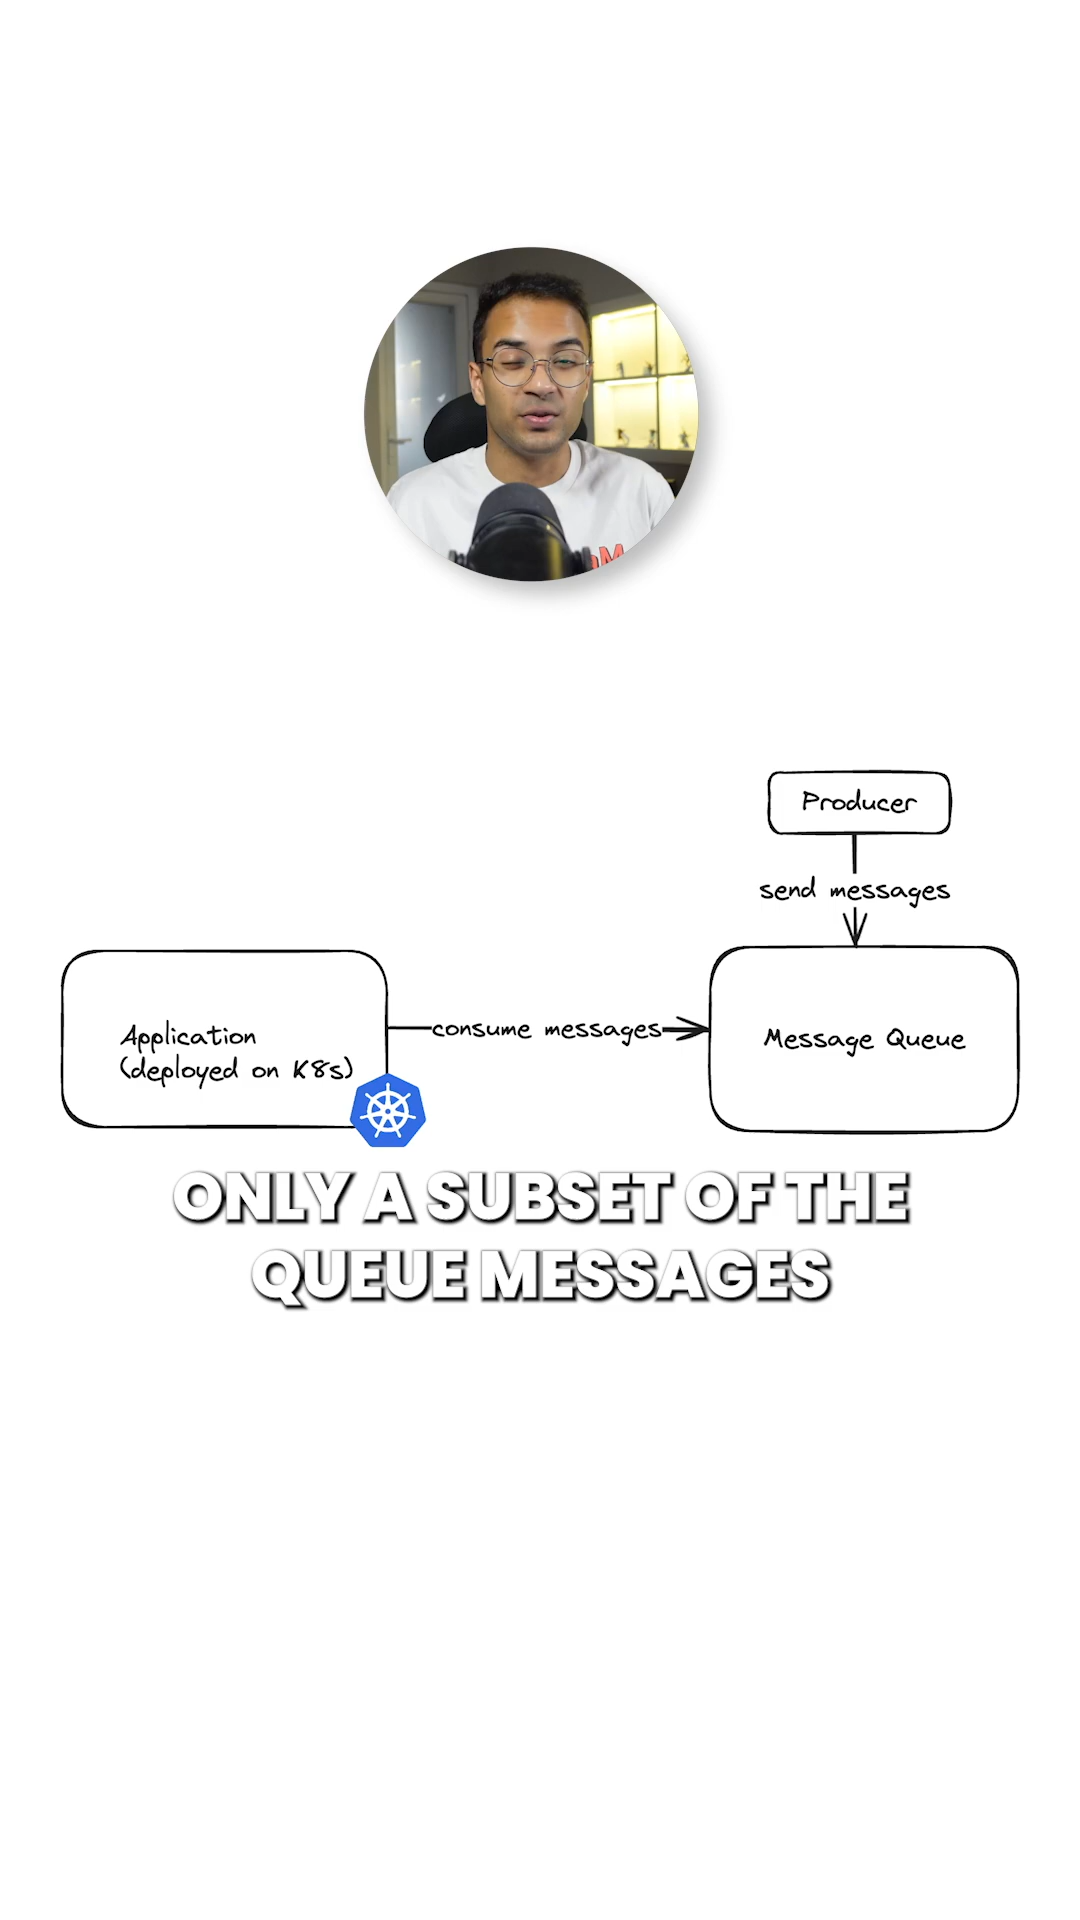 Producer
send messages
Application
(deployed on K8s)
consume messages
Message Queue
ONLY A SUBSET OF THE
QUEUE MESSAGES